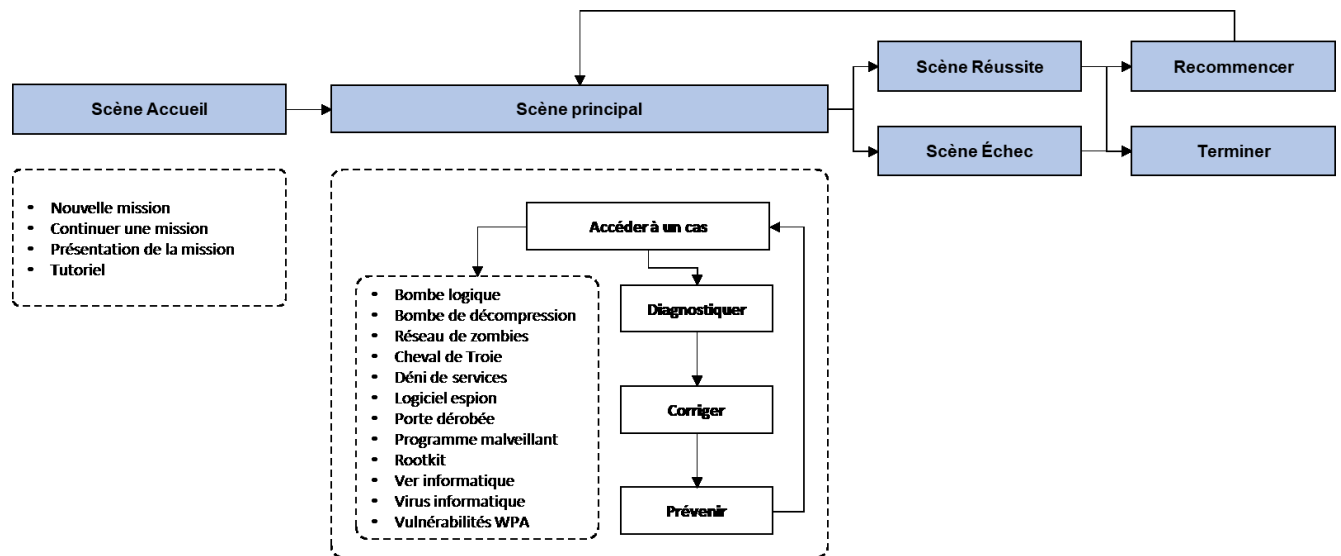 Scène Accueil
Scène principal
Scène Réussite
Recommencer
Scène Échec
Terminer
• Nouvelle mission
• Continuer une mission
• Présentation de la mission
• Tutoriel
Accéder à un cas
• Bombe logique
• Bombe de décompression
• Réseau de zombies
• Cheval de Troie
• Déni de services
• Logiciel espion
• Porte dérobée
• Programme malveillant
• Rootkit
• Ver informatique
• Virus informatique
• Vulnérabilités WPA
Diagnostiquer
Corriger
Prévenir